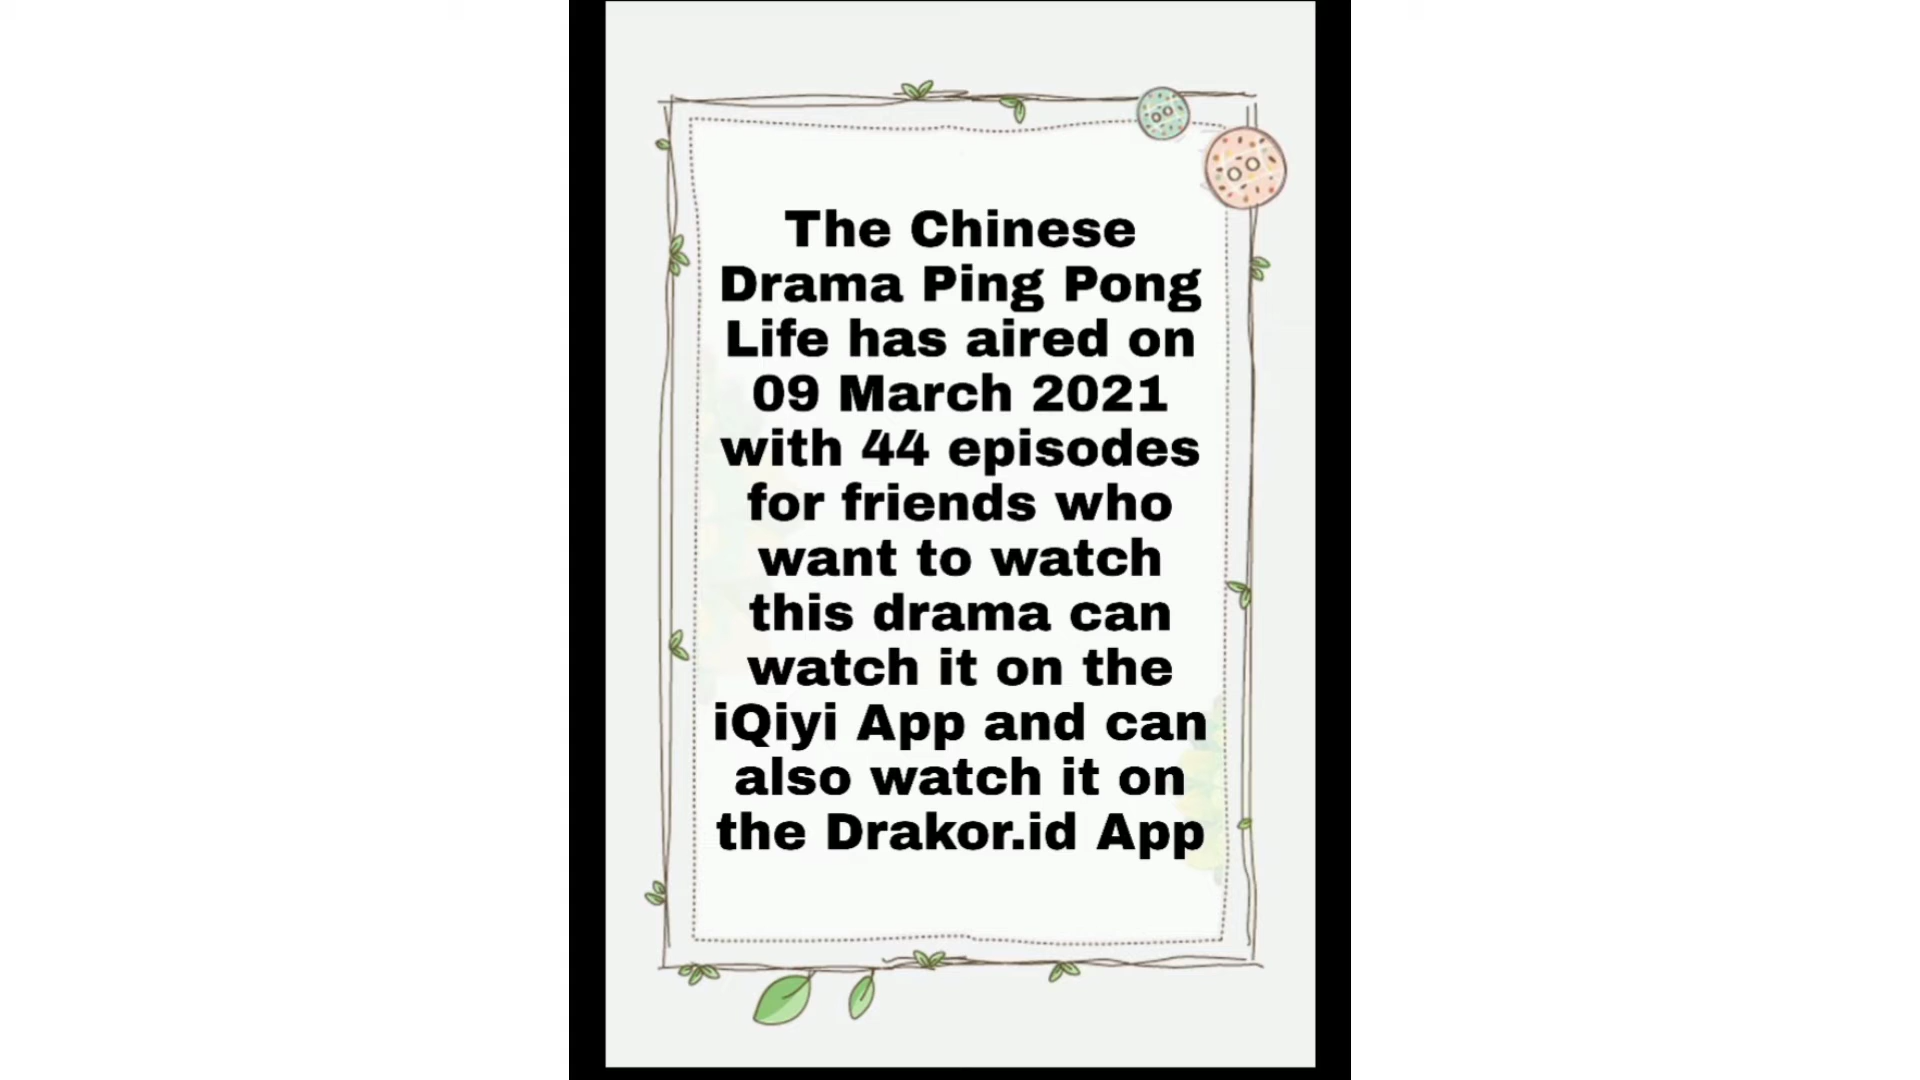 The Chinese
Drama Ping Pong
Life has aired on
09 March 2021
with 44 episodes
for friends who
want to watch
this drama can
watch it on the
iQiyi App and can
also watch it on
the Drakor.id App